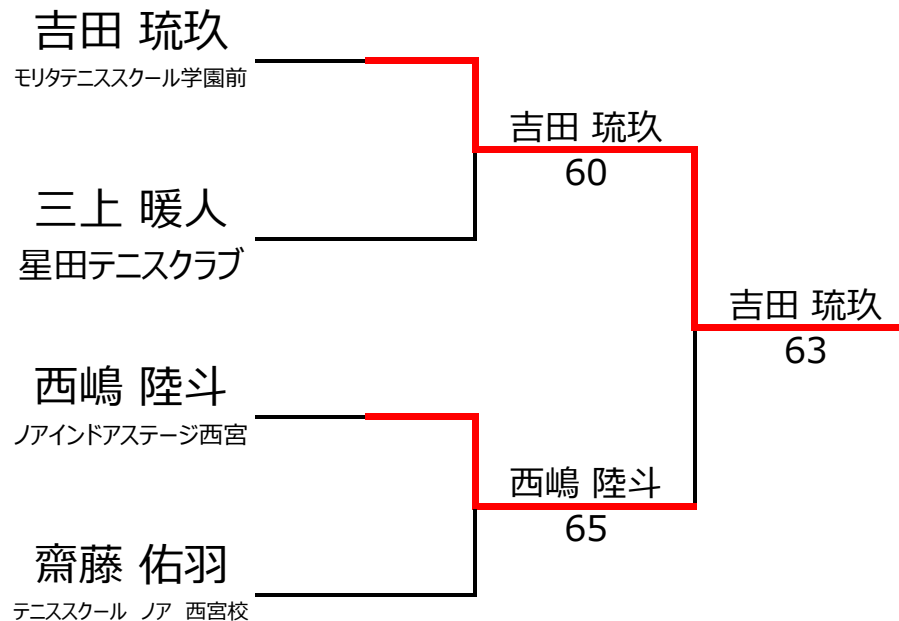 吉田 琉玖
モリタテニススクール学園前
吉田 琉玖
60
三上 暖人
星田テニスクラブ
吉田 琉玖
63
西嶋 陸斗
ノアインドアステージ西宮
西嶋 陸斗
65
齋藤 佑羽
テニススクール ノア 西宮校